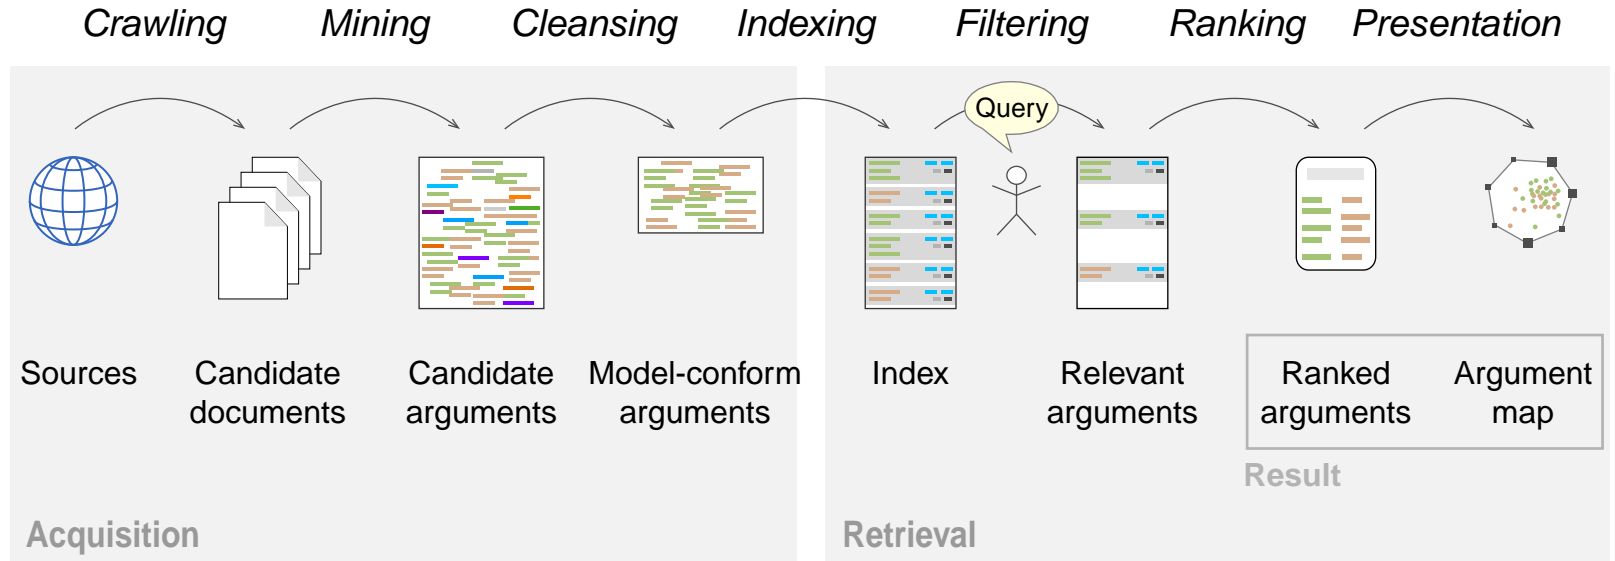 Crawling Mining Cleansing Indexing Filtering Ranking Presentation
Query
Sources
Candidate
documents
Candidate
arguments
Model-conform
arguments
Index
Relevant
arguments
Ranked
arguments
Argument
map
Result
Acquisition
Retrieval